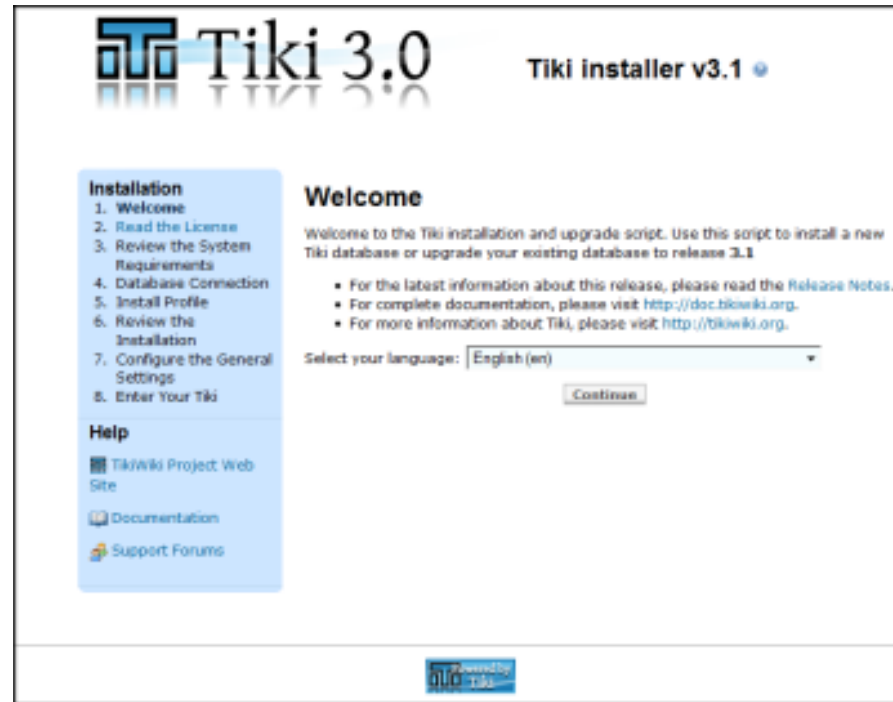 Tiki 3.0
Tiki installer v3.1
Installation
1. Welcome
2. Read the License
3. Review the System
Requirements
4. Database Connection
5. Install Profile
6. Review the
Installation
7. Configure the General
Settings
8. Enter Your Tiki
Help
TikiWiki Project Web
Site
Documentation
Support Forums
Welcome
Welcome to the Tiki installation and upgrade script. Use this script to install a new
Tiki database or upgrade your existing database to release 3.1
• For the latest information about this release, please read the Release Notes.
• For complete documentation, please visit http://doc.tikiwiki.org.
• For more information about Tiki, please visit http://tikiwiki.org.
Select your language: English (en)
Continue
Powered by
Tiki